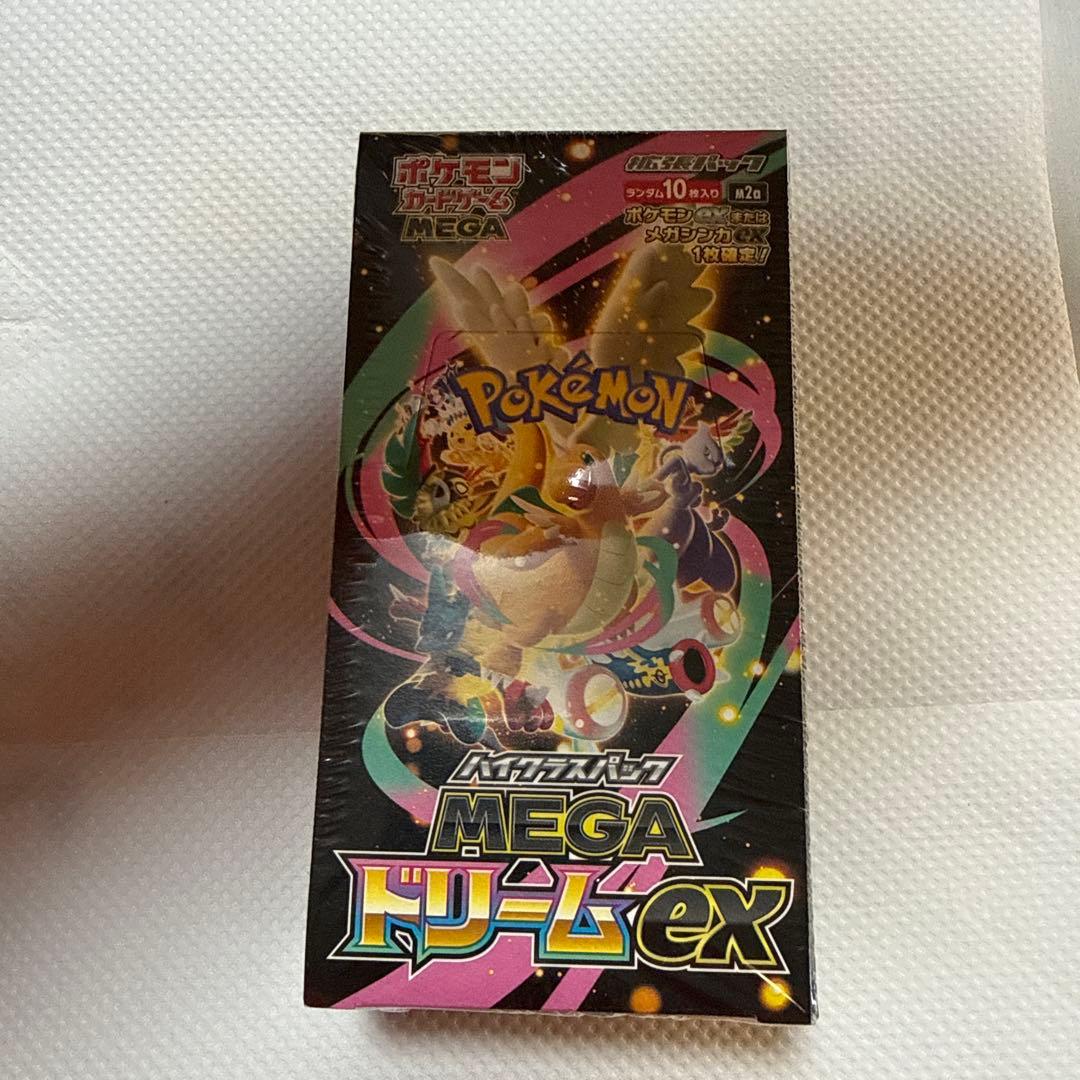 ポケモン
カードゲーム
MEGA
拡張パック
ランダム10枚入り M2a
ポケモンexまたは
メガシンカex
1枚確定!
POKéMON
ハイクラスパック
MEGA
ドリームex